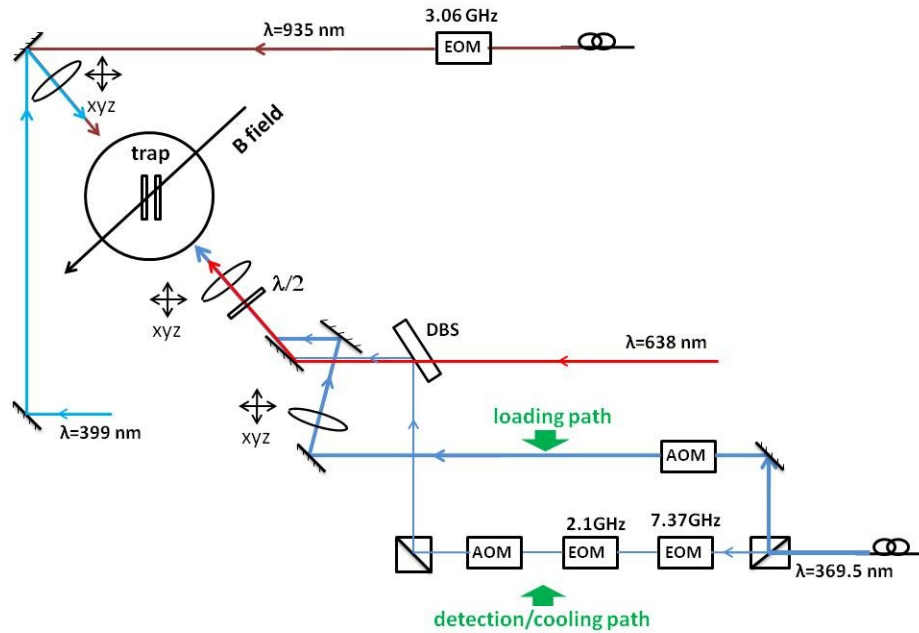 3.06 GHz
λ=935 nm
EOM
xyz
B field
trap
λ/2
xyz
DBS
λ=638 nm
xyz
loading path
λ=399 nm
AOM
2.1GHz
7.37GHz
AOM
EOM
EOM
λ=369.5 nm
detection/cooling path